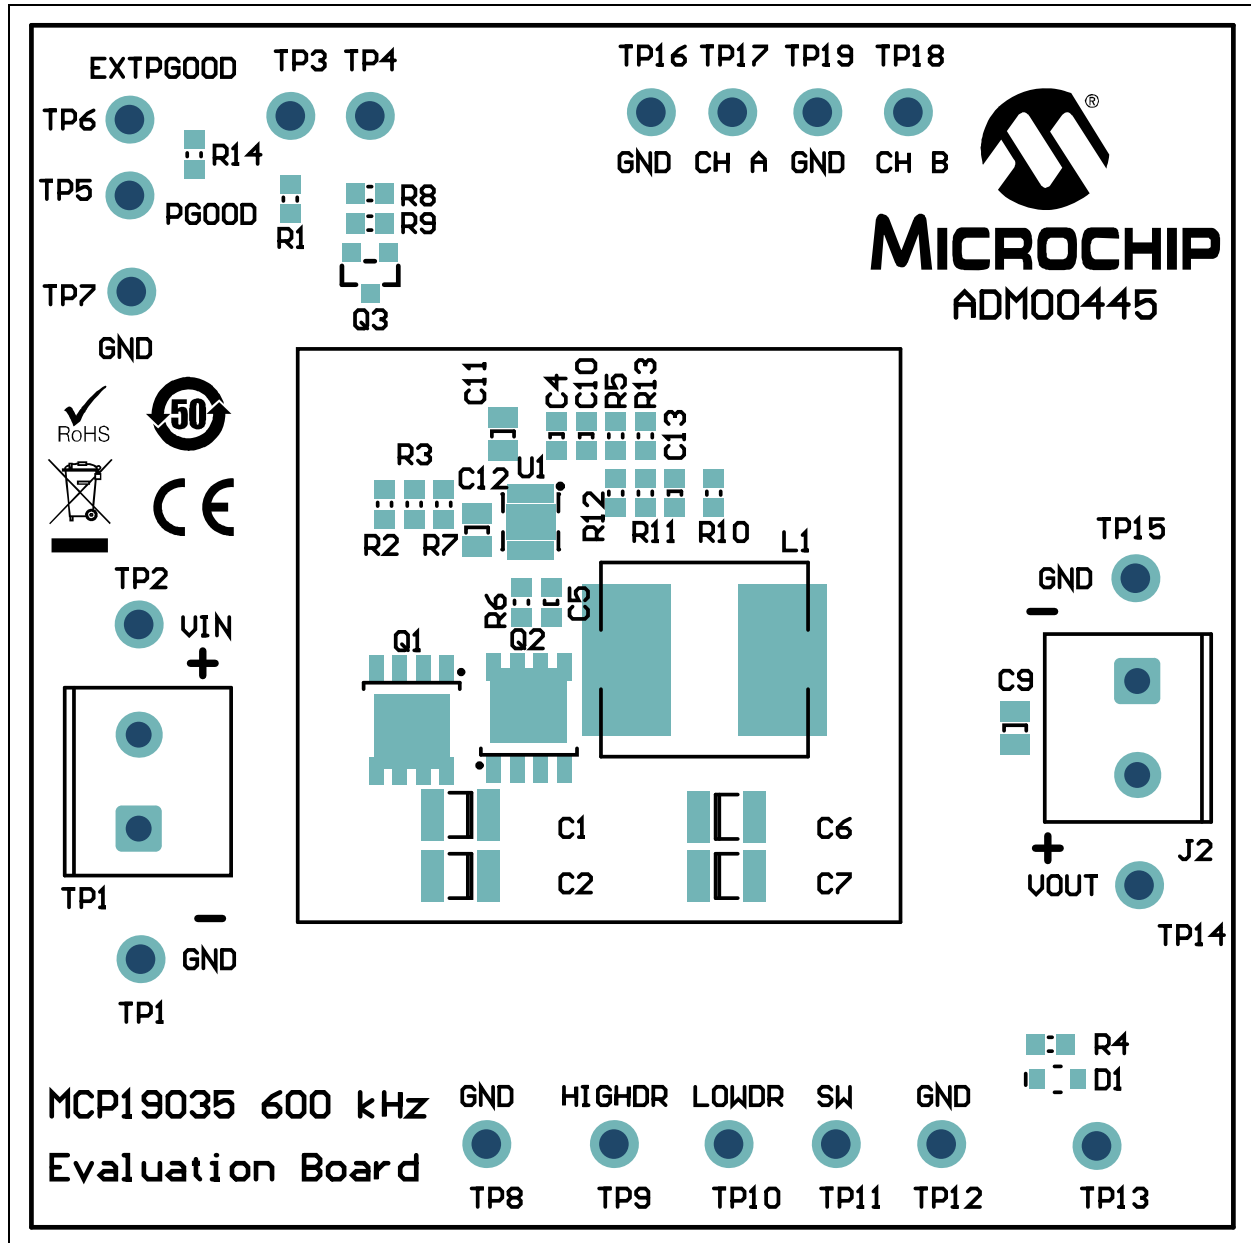 EXTPGOOD
TP3 TP4
TP16 TP17 TP19 TP18
TP6
R14
GND CH A GND CH B
®
TP5
PGOOD
R1
R8
R9
MICROCHIP
ADM00445
TP7
Q3
GND
RoHS
50
C11 C4 C10 R5 R13
C13
R3
C12 U1
R2 R7
R12 R11 R10
L1
TP15
GND
−
TP2
VIN
+
R6 C5
Q1 Q2
C9
C1 C6
C2 C7
J2
+
VOUT
TP14
TP1
−
GND
TP1
R4
D1
MCP19035 600 kHz
Evaluation Board
GND HIGHDR LOWDR SW GND
TP8 TP9 TP10 TP11 TP12 TP13
CE